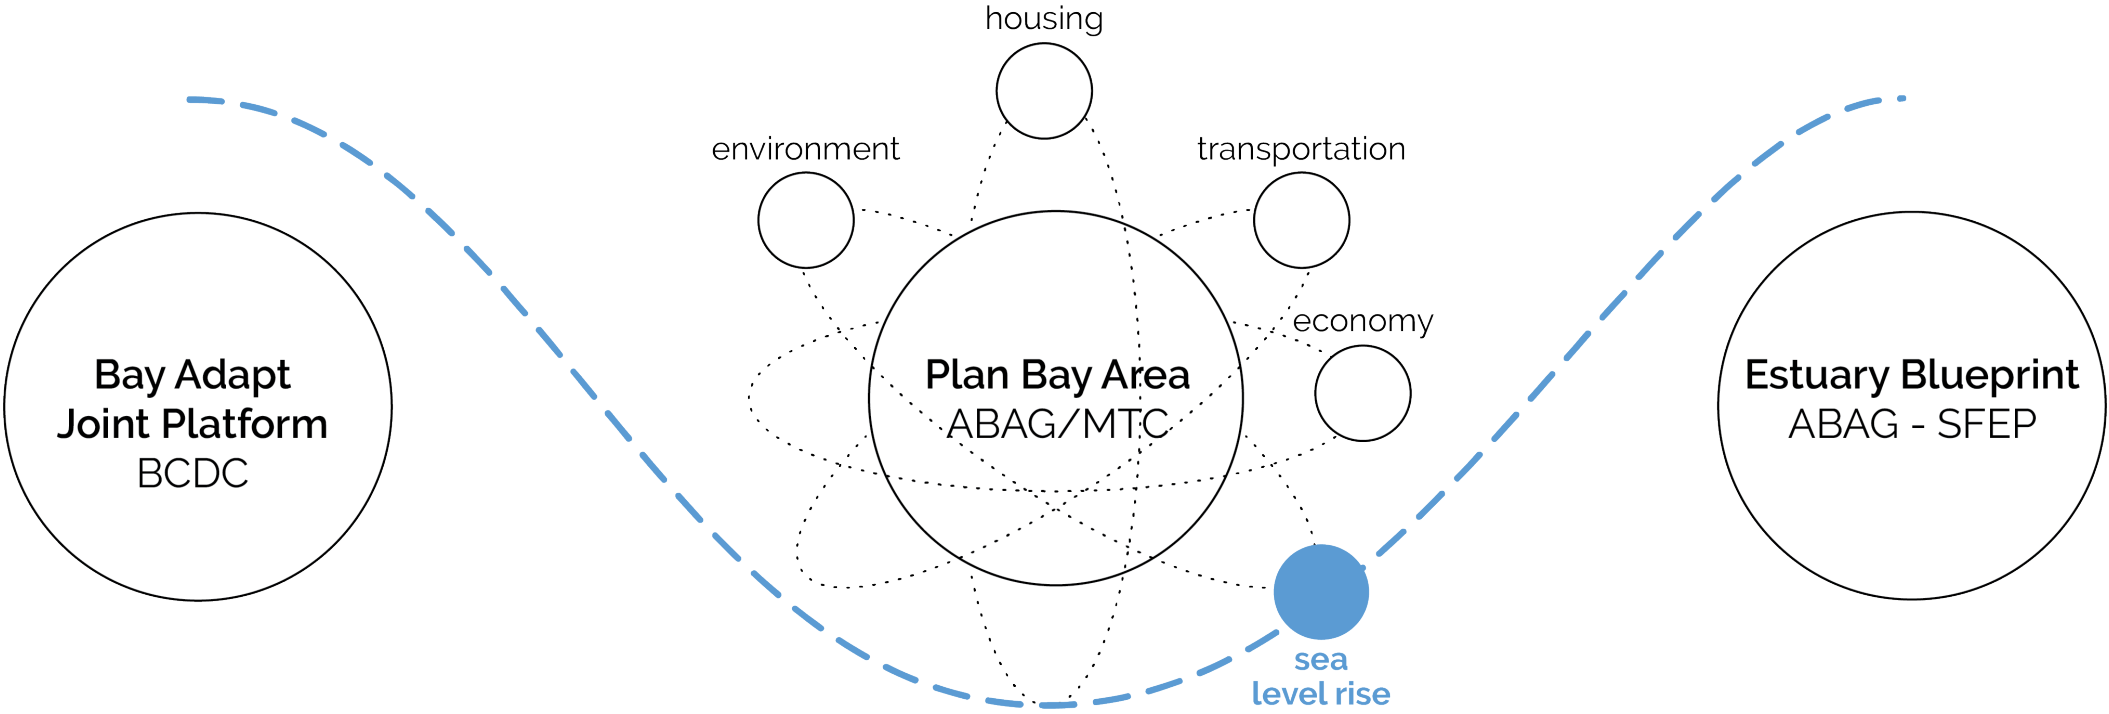 housing
environment
transportation
economy
Bay Adapt
Joint Platform
BCDC
Plan Bay Area
ABAG/MTC
Estuary Blueprint
ABAG - SFEP
sea
level rise